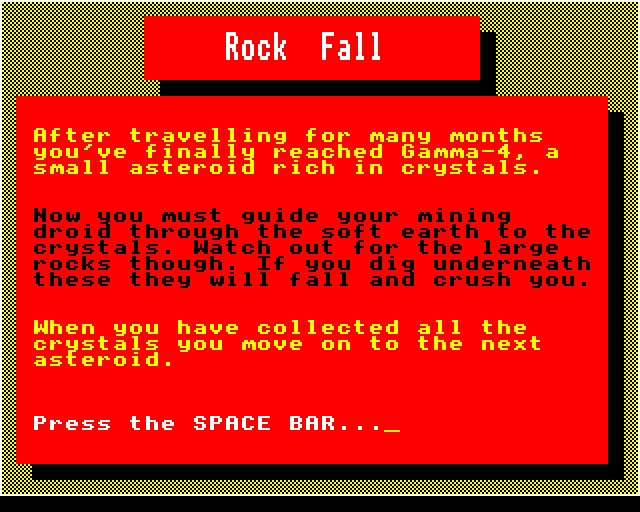 Rock Fall
After travelling for many months
you've finally reached Gamma-4, a
small asteroid rich in crystals.
Now you must guide your mining
droid through the soft earth to the
crystals. Watch out for the large
rocks though. If you dig underneath
these they will fall and crush you.
When you have collected all the
crystals you move on to the next
asteroid.
Press the SPACE BAR..._